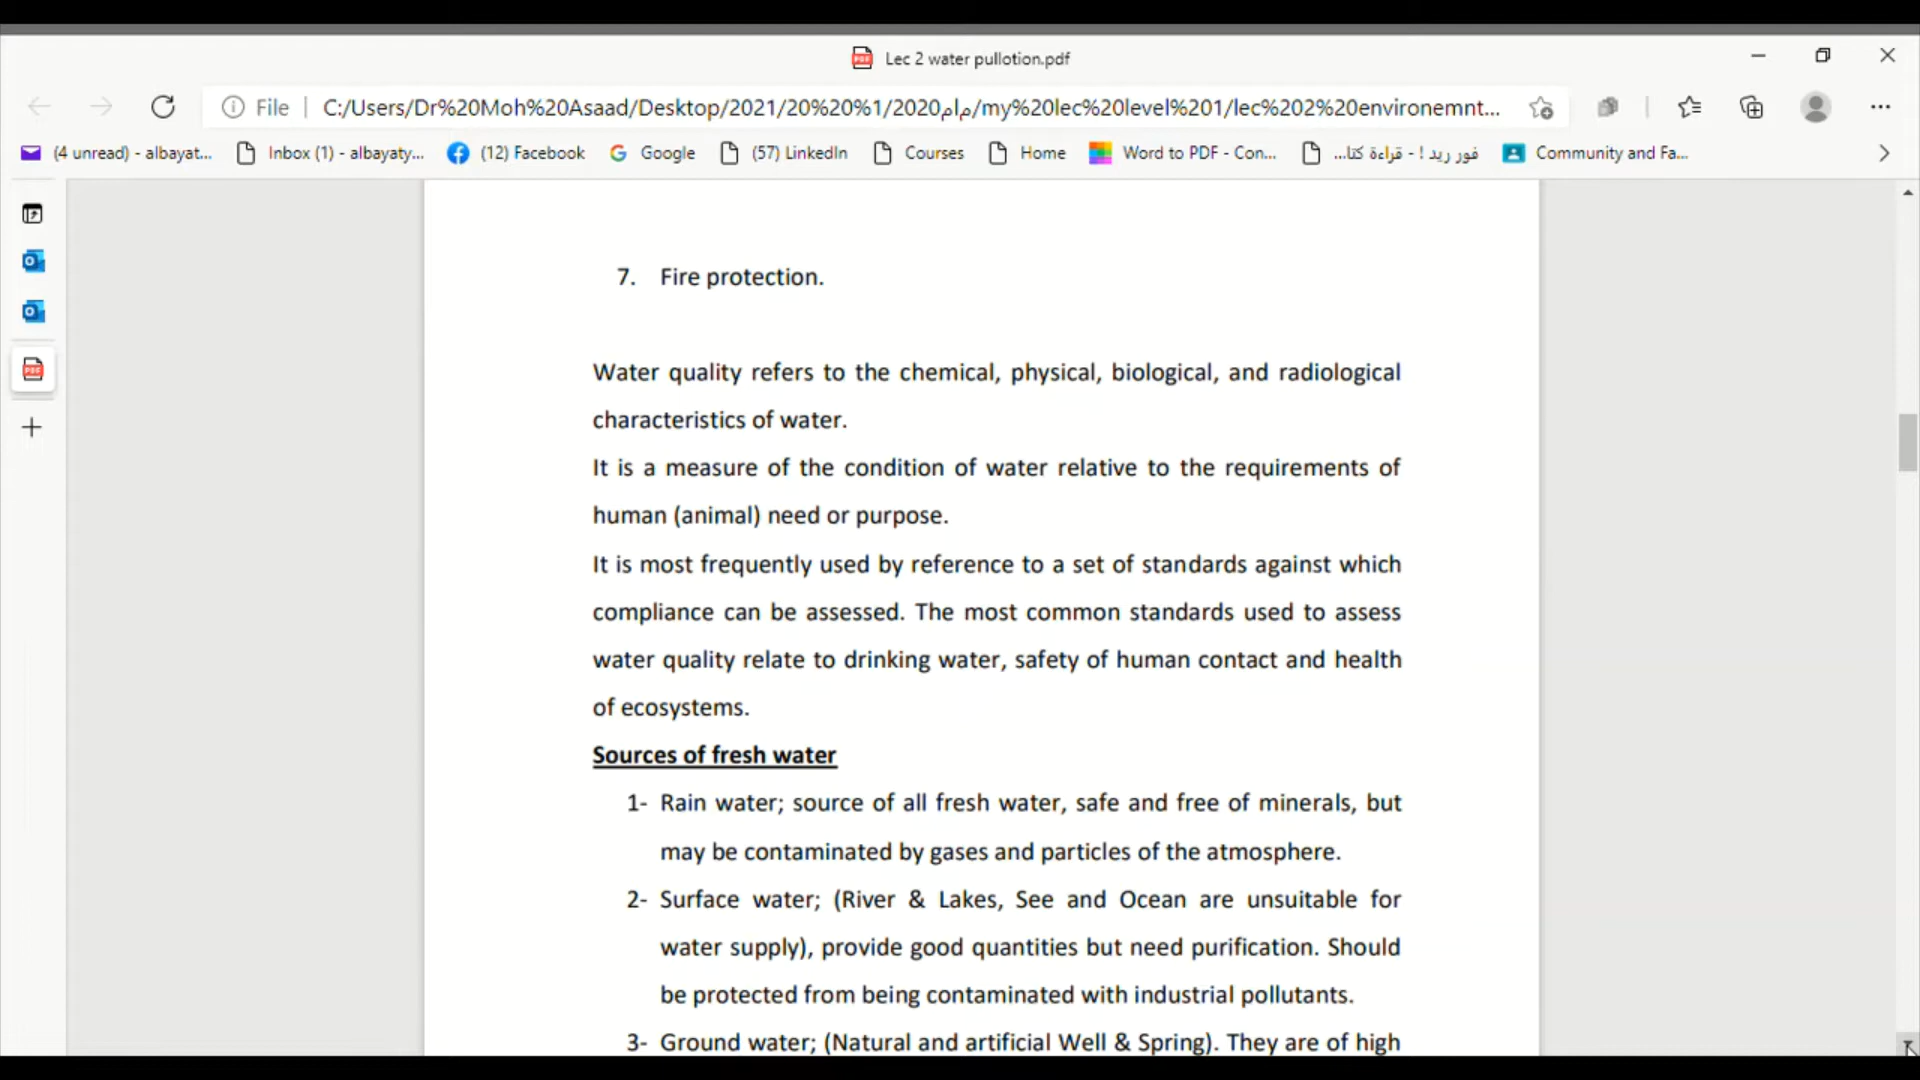 Lec 2 water pullotion.pdf
File C:/Users/Dr%20Moh%20Asaad/Desktop/2021/20%20%1/2020مام/my%20lec%20level%201/lec%202%20environemnt...
(4 unread) - albayat... Inbox (1) - albayaty... (12) Facebook Google (57) LinkedIn Courses Home Word to PDF - Con... فور ريد ! - قراءة كتا... Community and Fa...
7. Fire protection.
Water quality refers to the chemical, physical, biological, and radiological
characteristics of water.
It is a measure of the condition of water relative to the requirements of
human (animal) need or purpose.
It is most frequently used by reference to a set of standards against which
compliance can be assessed. The most common standards used to assess
water quality relate to drinking water, safety of human contact and health
of ecosystems.
Sources of fresh water
1- Rain water; source of all fresh water, safe and free of minerals, but
may be contaminated by gases and particles of the atmosphere.
2- Surface water; (River & Lakes, See and Ocean are unsuitable for
water supply), provide good quantities but need purification. Should
be protected from being contaminated with industrial pollutants.
3- Ground water; (Natural and artificial Well & Spring). They are of high